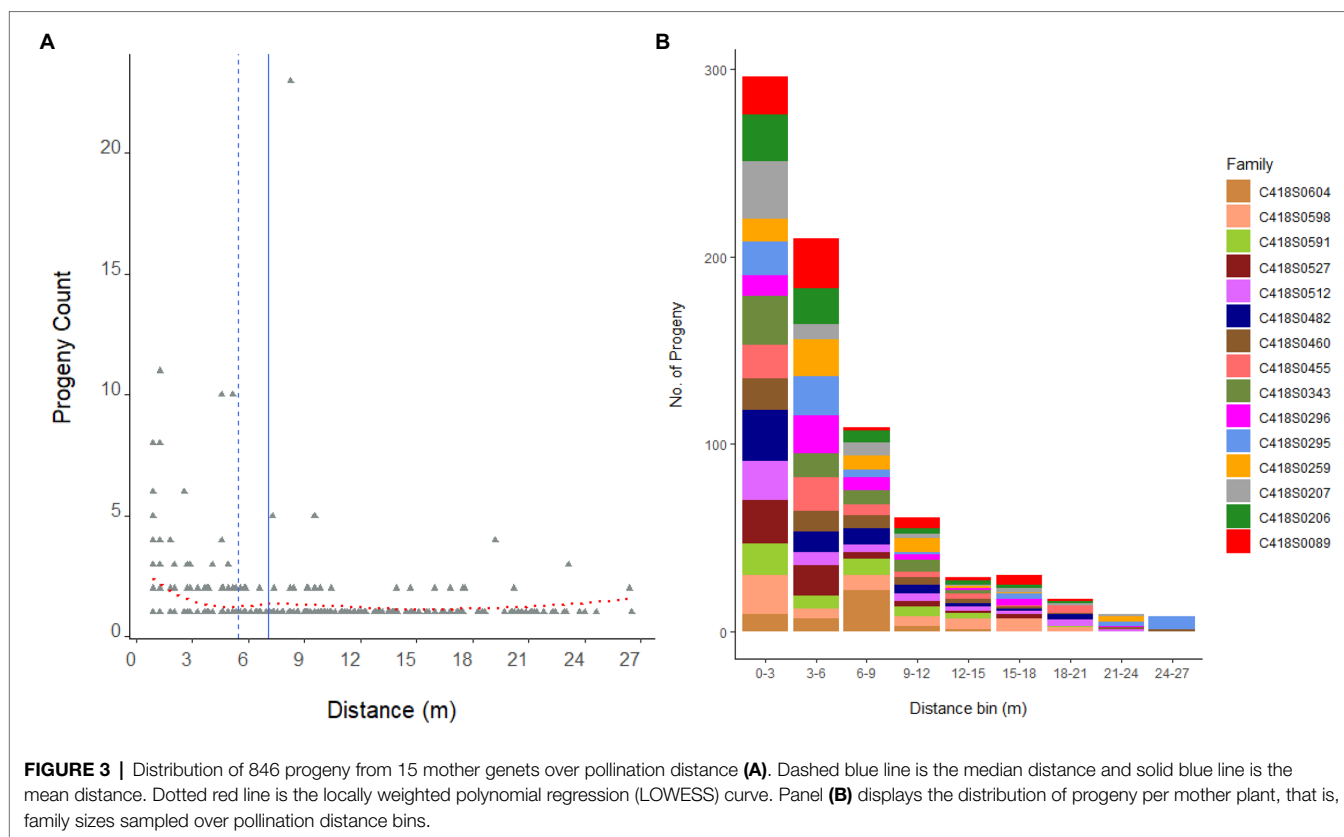 A
Progeny Count
20
15
10
5
0
0 3 6 9 12 15 18 21 24 27
Distance (m)
B
No. of Progeny
300
200
100
0
0-3 3-6 6-9 9-12 12-15 15-18 18-21 21-24 24-27
Distance bin (m)
Family
C418S0604
C418S0598
C418S0591
C418S0527
C418S0512
C418S0482
C418S0460
C418S0455
C418S0343
C418S0296
C418S0295
C418S0259
C418S0207
C418S0206
C418S0089
FIGURE 3 | Distribution of 846 progeny from 15 mother genets over pollination distance (A). Dashed blue line is the median distance and solid blue line is the
mean distance. Dotted red line is the locally weighted polynomial regression (LOWESS) curve. Panel (B) displays the distribution of progeny per mother plant, that is,
family sizes sampled over pollination distance bins.